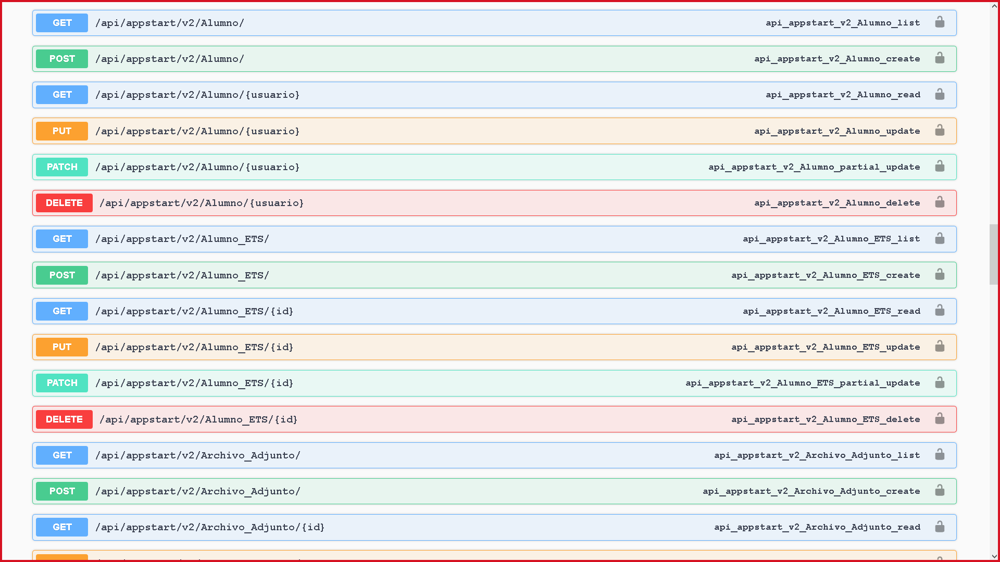 GET /api/appstart/v2/Alumno/ api_appstart_v2_Alumno_list
POST /api/appstart/v2/Alumno/ api_appstart_v2_Alumno_create
GET /api/appstart/v2/Alumno/{usuario} api_appstart_v2_Alumno_read
PUT /api/appstart/v2/Alumno/{usuario} api_appstart_v2_Alumno_update
PATCH /api/appstart/v2/Alumno/{usuario} api_appstart_v2_Alumno_partial_update
DELETE /api/appstart/v2/Alumno/{usuario} api_appstart_v2_Alumno_delete
GET /api/appstart/v2/Alumno_ETS/ api_appstart_v2_Alumno_ETS_list
POST /api/appstart/v2/Alumno_ETS/ api_appstart_v2_Alumno_ETS_create
GET /api/appstart/v2/Alumno_ETS/{id} api_appstart_v2_Alumno_ETS_read
PUT /api/appstart/v2/Alumno_ETS/{id} api_appstart_v2_Alumno_ETS_update
PATCH /api/appstart/v2/Alumno_ETS/{id} api_appstart_v2_Alumno_ETS_partial_update
DELETE /api/appstart/v2/Alumno_ETS/{id} api_appstart_v2_Alumno_ETS_delete
GET /api/appstart/v2/Archivo_Adjunto/ api_appstart_v2_Archivo_Adjunto_list
POST /api/appstart/v2/Archivo_Adjunto/ api_appstart_v2_Archivo_Adjunto_create
GET /api/appstart/v2/Archivo_Adjunto/{id} api_appstart_v2_Archivo_Adjunto_read